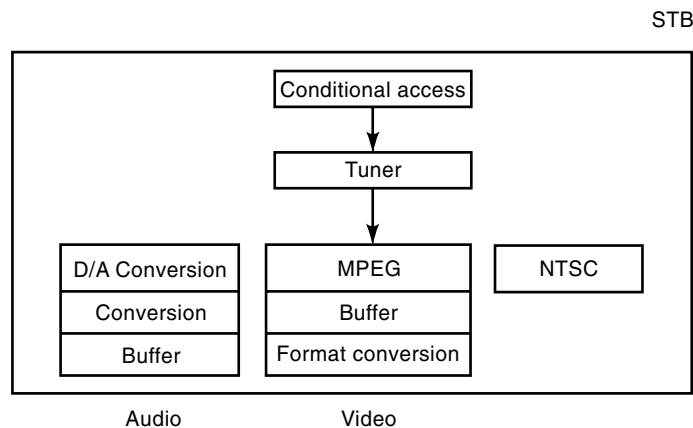 STB
Conditional access
Tuner
D/A Conversion
MPEG
NTSC
Conversion
Buffer
Buffer
Format conversion
Audio
Video